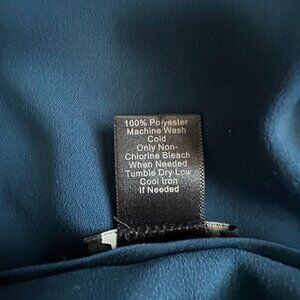 100% Polyester
Machine Wash
Cold
Only Non-
Chlorine Bleach
When Needed
Tumble Dry Low
Cool Iron
If Needed